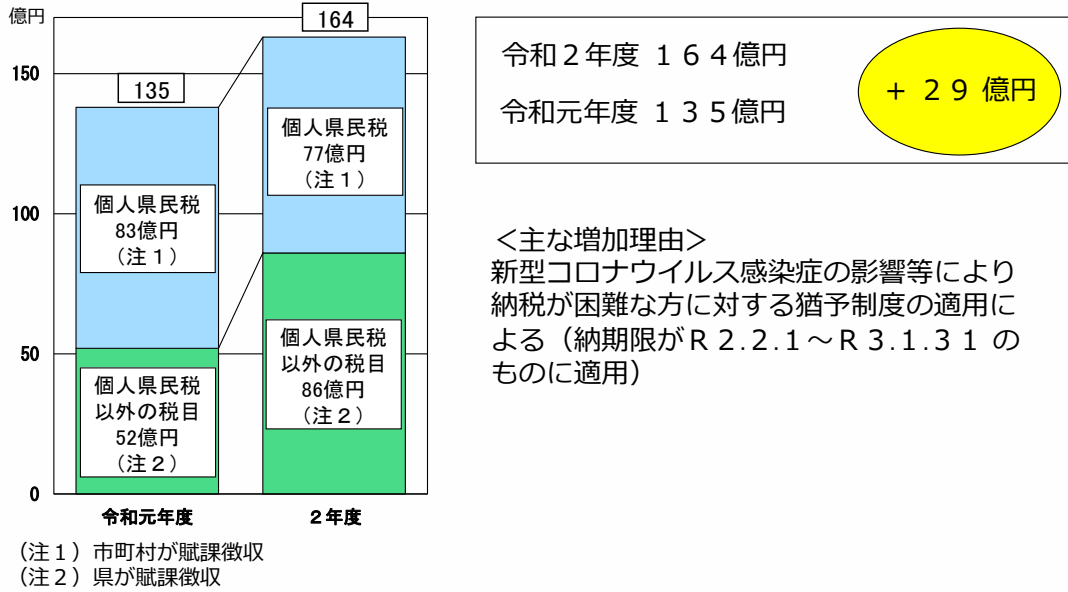 億円
164
150
135
個人県民税
77億円
（注１）
100
個人県民税
83億円
（注１）
50
個人県民税
以外の税目
86億円
（注２）
個人県民税
以外の税目
52億円
（注２）
0
令和元年度
２年度
（注１）市町村が賦課徴収
（注２）県が賦課徴収
令和２年度 １６４億円
令和元年度 １３５億円
＋ ２９ 億円
＜主な増加理由＞
新型コロナウイルス感染症の影響等により
納税が困難な方に対する猶予制度の適用に
よる（納期限がＲ２.２.１～Ｒ３.１.３１ の
ものに適用）